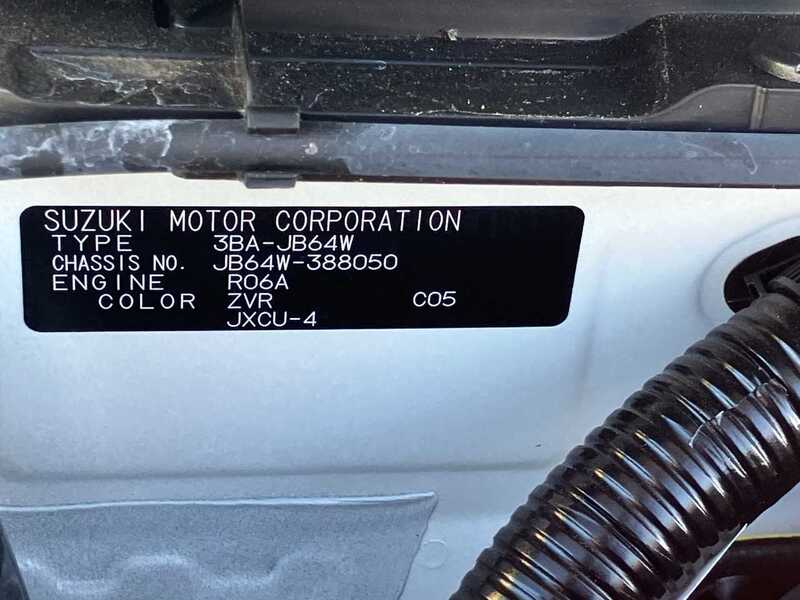 SUZUKI MOTOR CORPORATION
TYPE 3BA-JB64W
CHASSIS NO. JB64W-388050
ENGINE R06A
COLOR ZVR C05
JXCU-4